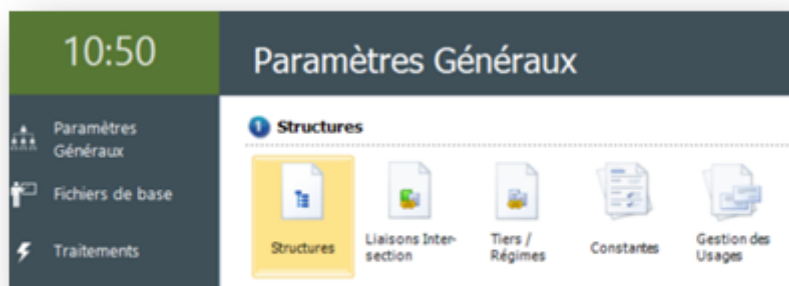 10:50
Paramètres Généraux
Paramètres
Généraux
Fichiers de base
Traitements
1 Structures
Structures
Liaisons Inter-
section
Tiers /
Régimes
Constantes
Gestion des
Usages